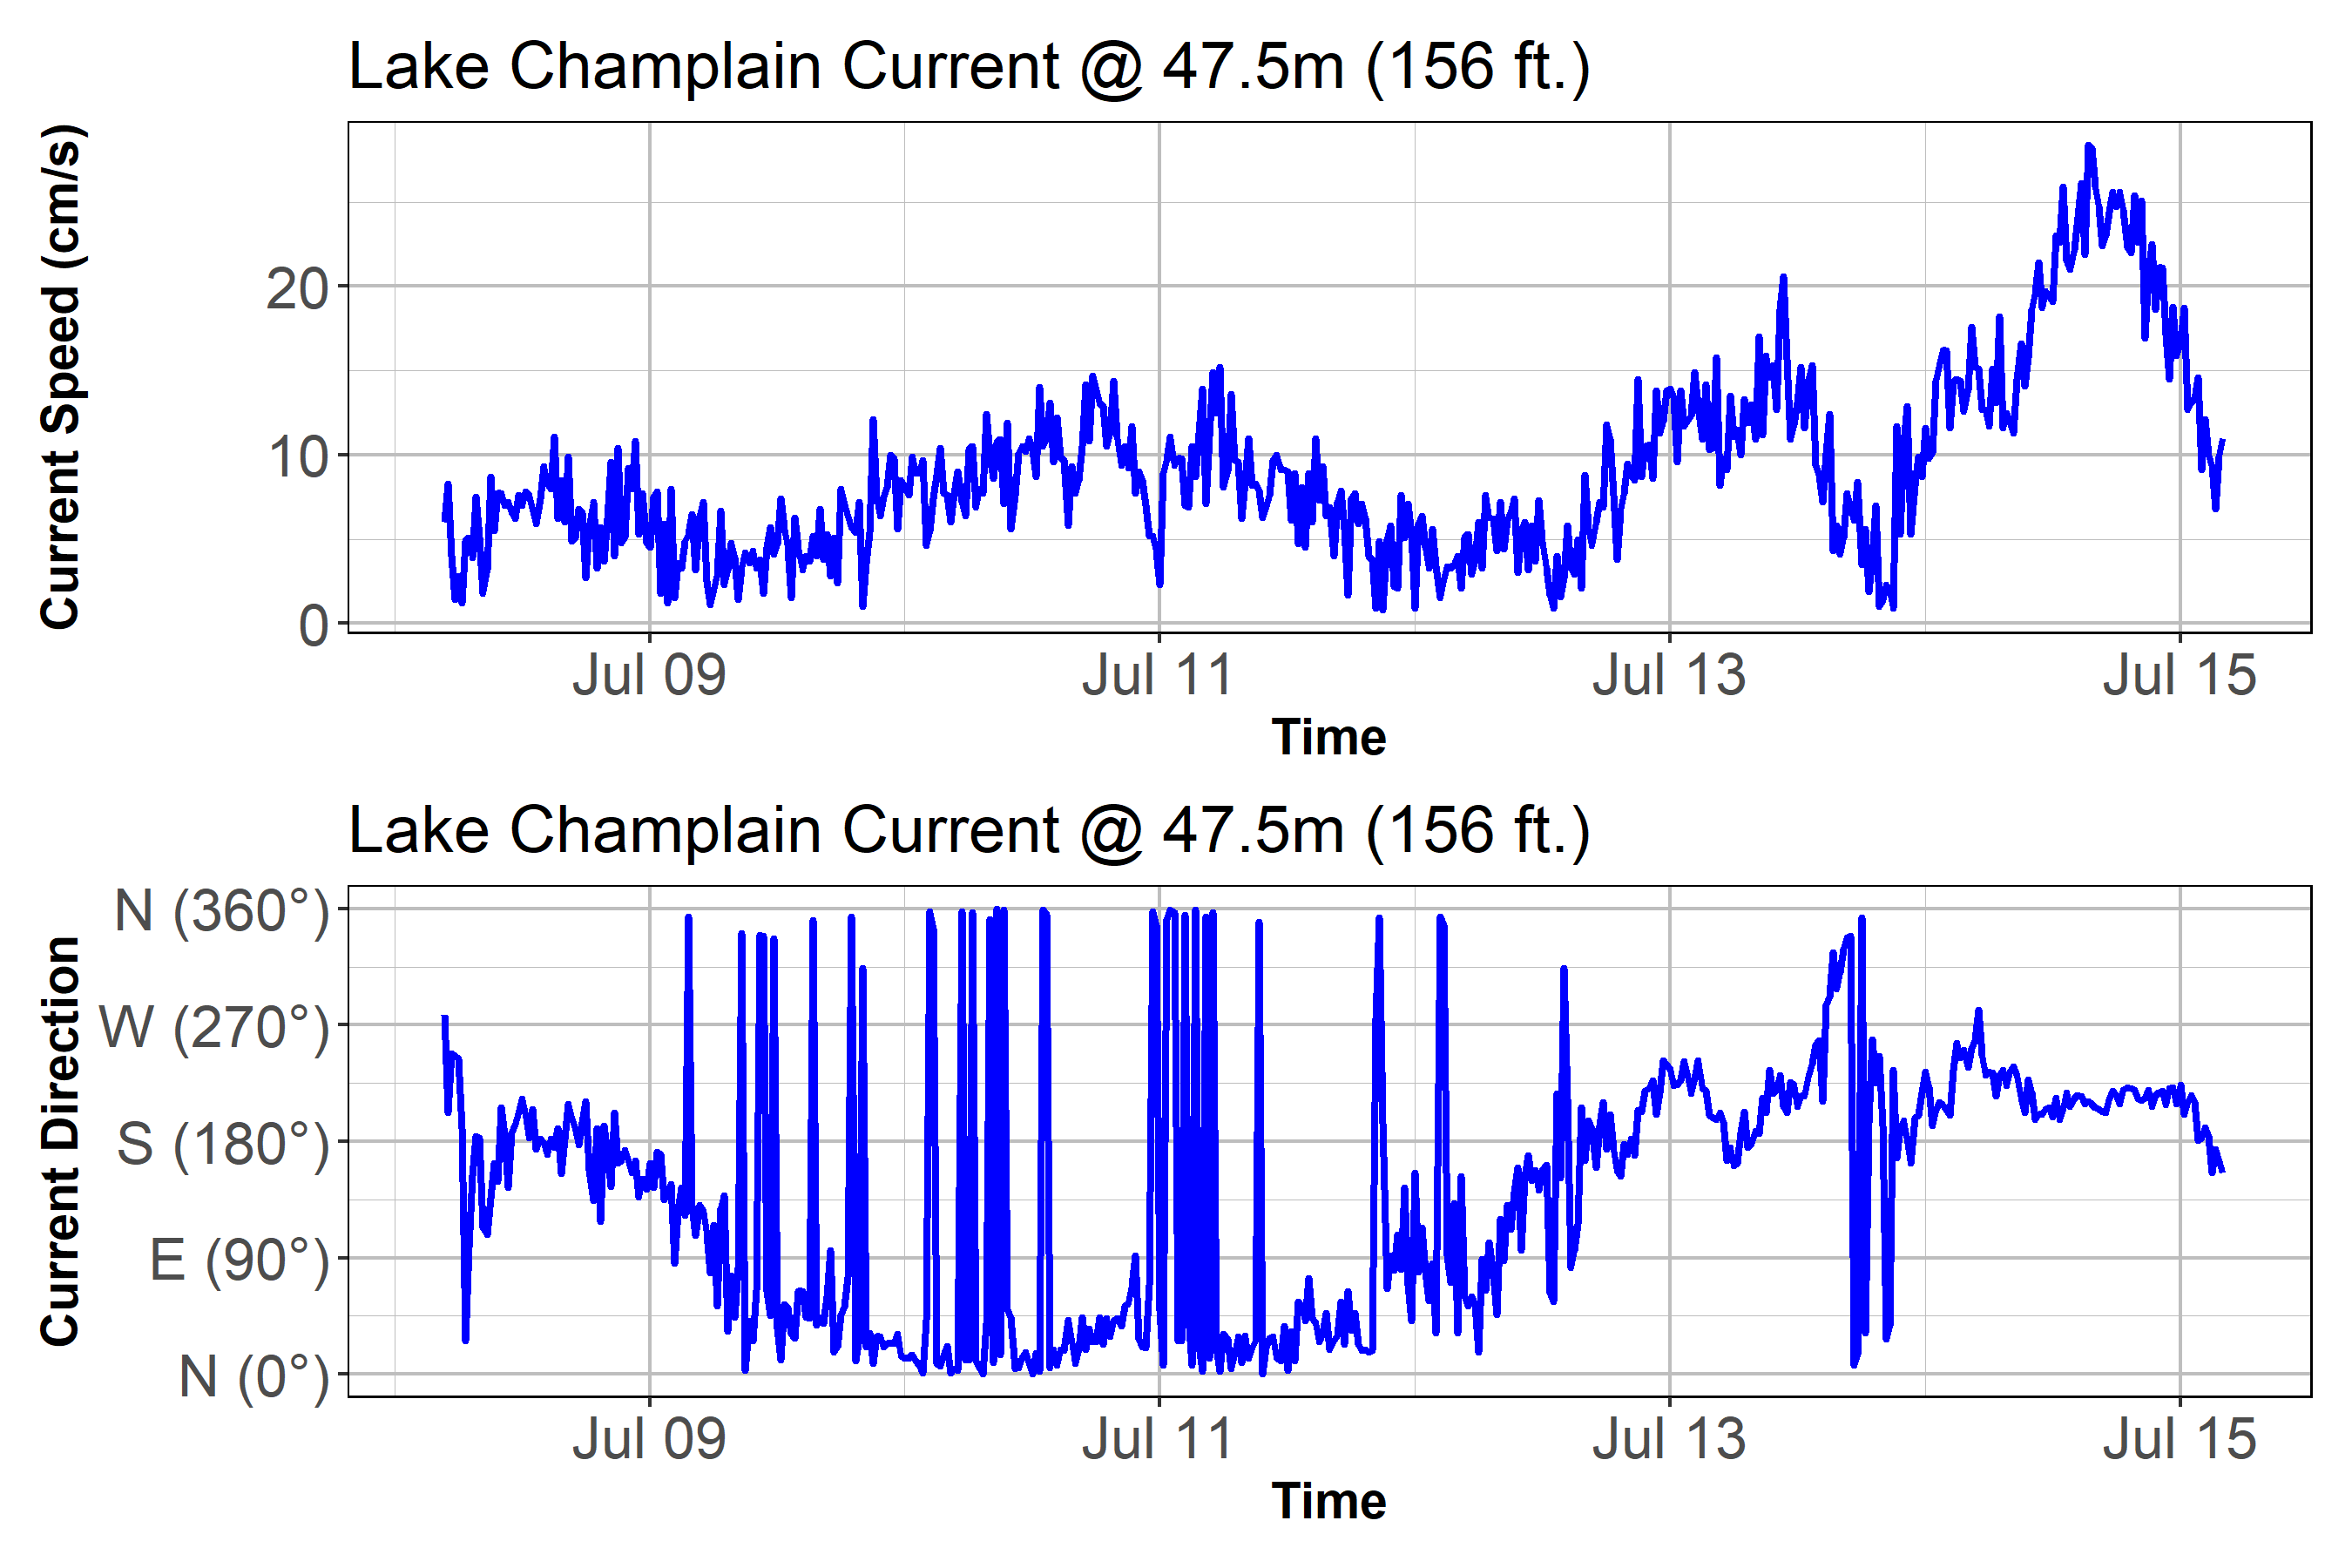 Lake Champlain Current @ 47.5m (156 ft.)
Current Speed (cm/s)
20
10
0
Jul 09 Jul 11 Jul 13 Jul 15
Time
Lake Champlain Current @ 47.5m (156 ft.)
Current Direction
N (360°)
W (270°)
S (180°)
E (90°)
N (0°)
Jul 09 Jul 11 Jul 13 Jul 15
Time